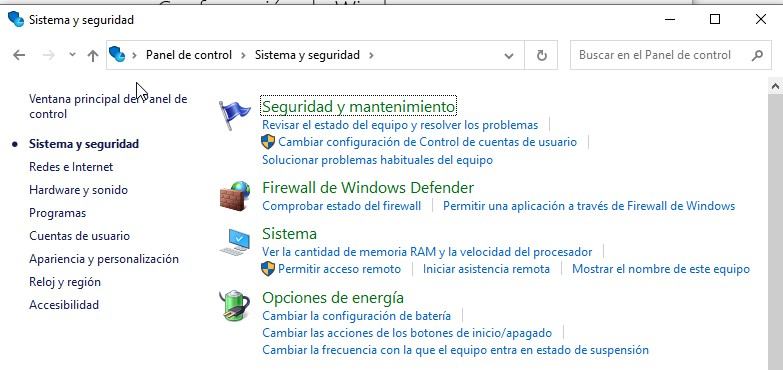 Sistema y seguridad
Panel de control > Sistema y seguridad >
Buscar en el Panel de control
Ventana principal del Panel de
control
Sistema y seguridad
Redes e Internet
Hardware y sonido
Programas
Cuentas de usuario
Apariencia y personalización
Reloj y región
Accesibilidad
Seguridad y mantenimiento
Revisar el estado del equipo y resolver los problemas
Cambiar configuración de Control de cuentas de usuario
Solucionar problemas habituales del equipo
Firewall de Windows Defender
Comprobar estado del firewall | Permitir una aplicación a través de Firewall de Windows
Sistema
Ver la cantidad de memoria RAM y la velocidad del procesador
Permitir acceso remoto | Iniciar asistencia remota | Mostrar el nombre de este equipo
Opciones de energía
Cambiar la configuración de batería
Cambiar las acciones de los botones de inicio/apagado
Cambiar la frecuencia con la que el equipo entra en estado de suspensión